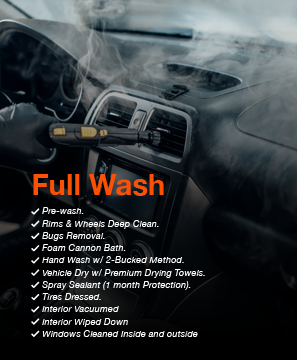 Full Wash
✓ Pre-wash.
✓ Rims & Wheels Deep Clean.
✓ Bugs Removal.
✓ Foam Cannon Bath.
✓ Hand Wash w/ 2-Bucked Method.
✓ Vehicle Dry w/ Premium Drying Towels.
✓ Spray Sealant (1 month Protection).
✓ Tires Dressed.
✓ Interior Vacuumed
✓ Interior Wiped Down
✓ Windows Cleaned Inside and outside